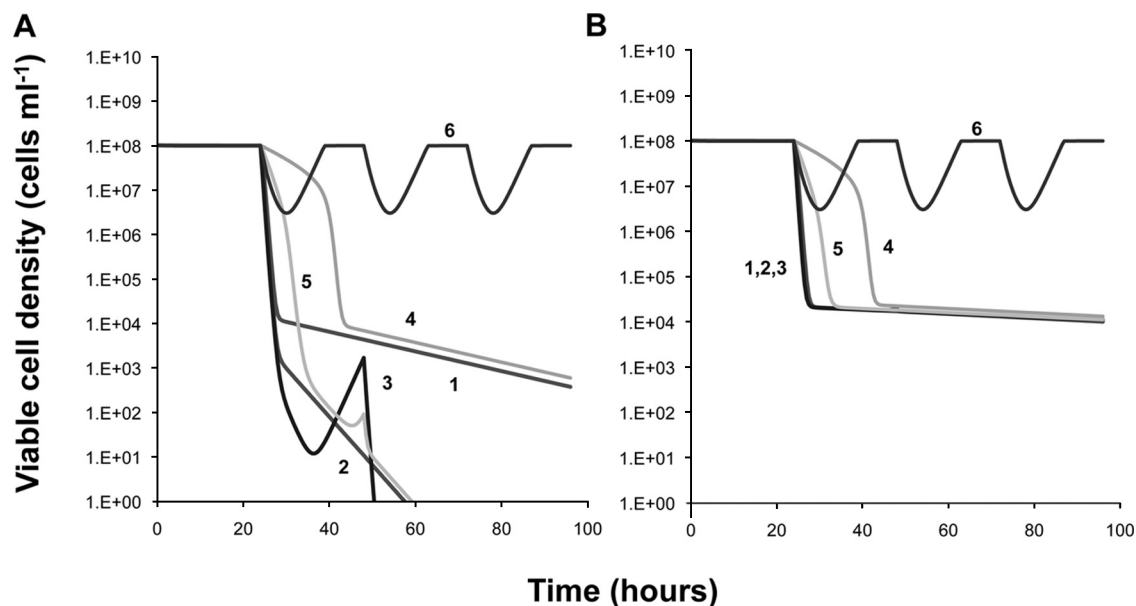 A
B
Viable cell density (cells ml-1)
1.E+10
1.E+09
1.E+08
1.E+07
1.E+06
1.E+05
1.E+04
1.E+03
1.E+02
1.E+01
1.E+00
0
20
40
60
80
100
6
5
4
3
1
2
1.E+10
1.E+09
1.E+08
1.E+07
1.E+06
1.E+05
1.E+04
1.E+03
1.E+02
1.E+01
1.E+00
0
20
40
60
80
100
6
1,2,3
5
4
Time (hours)